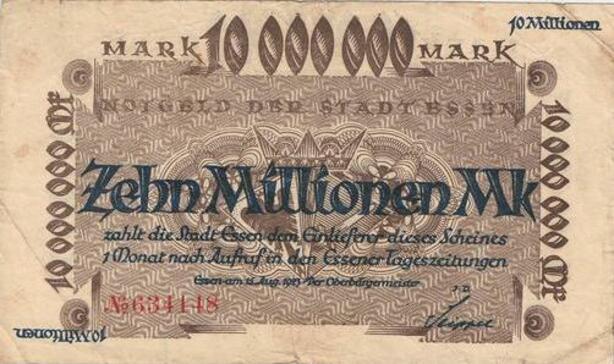 10 Millionen
MARK 10 000 000 MARK
NOTGELD DER STADT ESSEN
10 000 000 Mk
Zehn Millionen Mk
10 000 000 Mk
zahlt die Stadt Essen dem Einlieferer dieses Scheines
1 Monat nach Aufruf in den Essener Tageszeitungen
Essen am 15. Aug. 1923 Der Oberbürgermeister
J. V.
№ 634148
10 Millionen